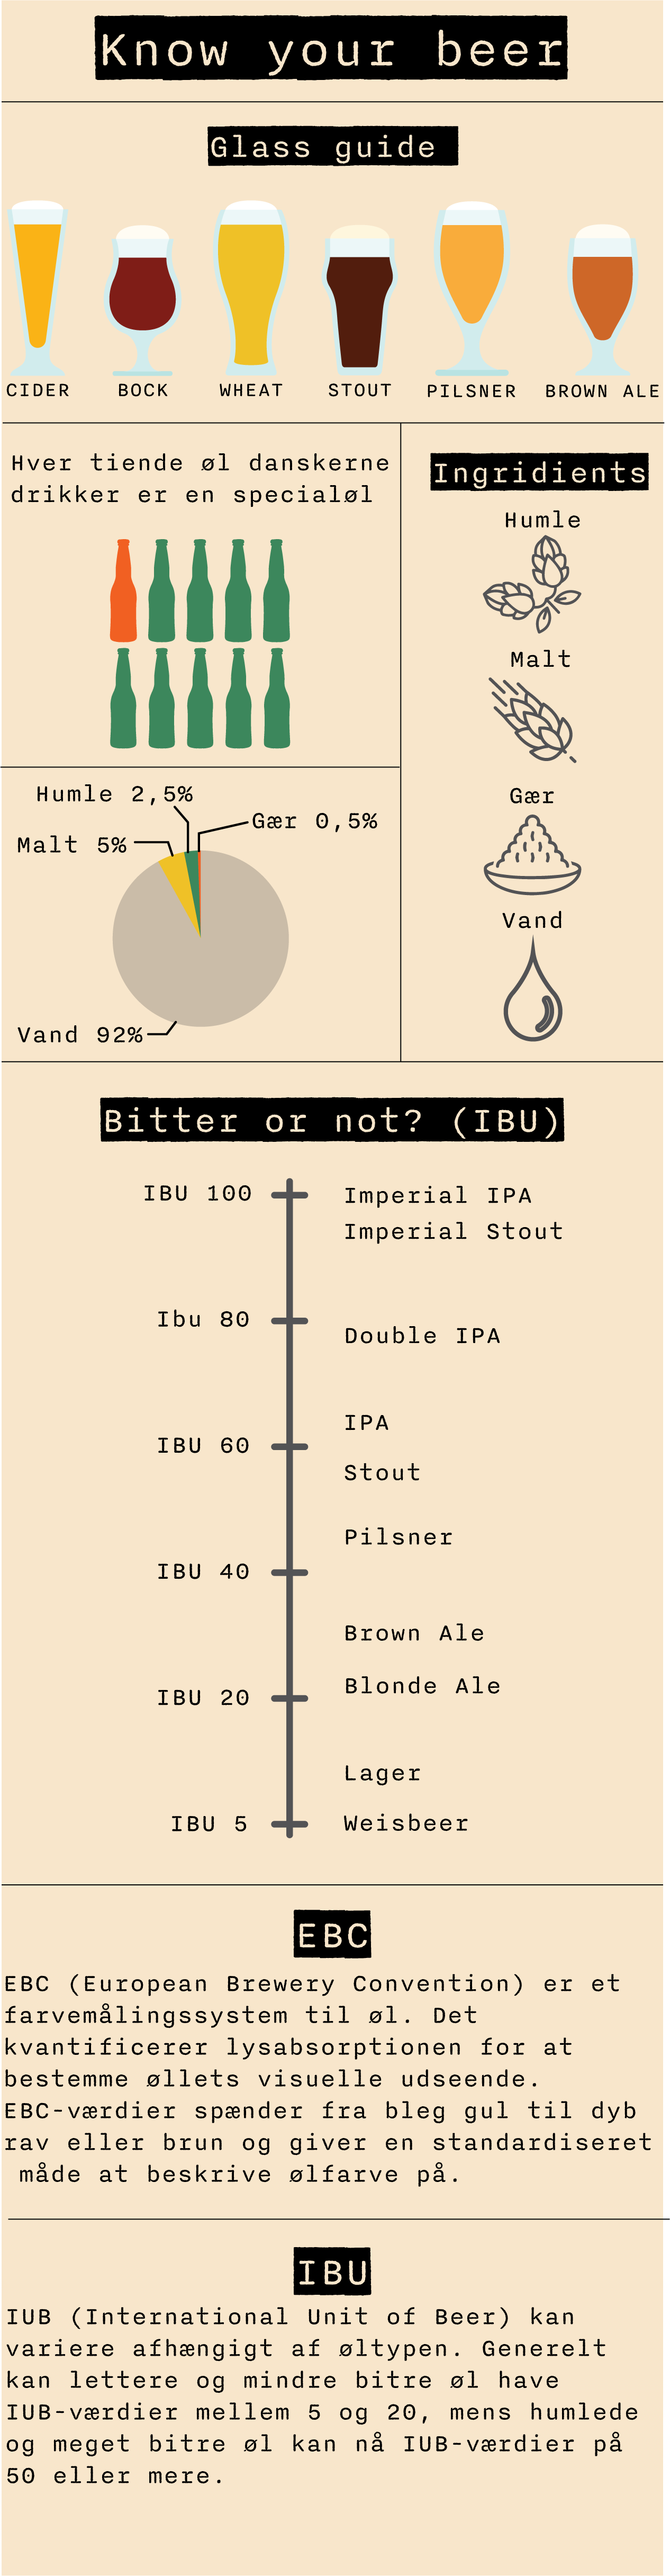 Know your beer
Glass guide
CIDER
BOCK
WHEAT
STOUT
PILSNER
BROWN ALE
Hver tiende øl danskerne
drikker er en specialøl
Ingridients
Humle
Malt
Gær
Vand
Humle 2,5%
Gær 0,5%
Malt 5%
Vand 92%
Bitter or not? (IBU)
IBU 100
Imperial IPA
Imperial Stout
Ibu 80
Double IPA
IPA
IBU 60
Stout
Pilsner
IBU 40
Brown Ale
Blonde Ale
IBU 20
Lager
IBU 5
Weisbeer
EBC
EBC (European Brewery Convention) er et
farvemålingssystem til øl. Det
kvantificerer lysabsorptionen for at
bestemme øllets visuelle udseende.
EBC-værdier spænder fra bleg gul til dyb
rav eller brun og giver en standardiseret
måde at beskrive ølfarve på.
IBU
IUB (International Unit of Beer) kan
variere afhængigt af øltypen. Generelt
kan lettere og mindre bitre øl have
IUB-værdier mellem 5 og 20, mens humlede
og meget bitre øl kan nå IUB-værdier på
50 eller mere.